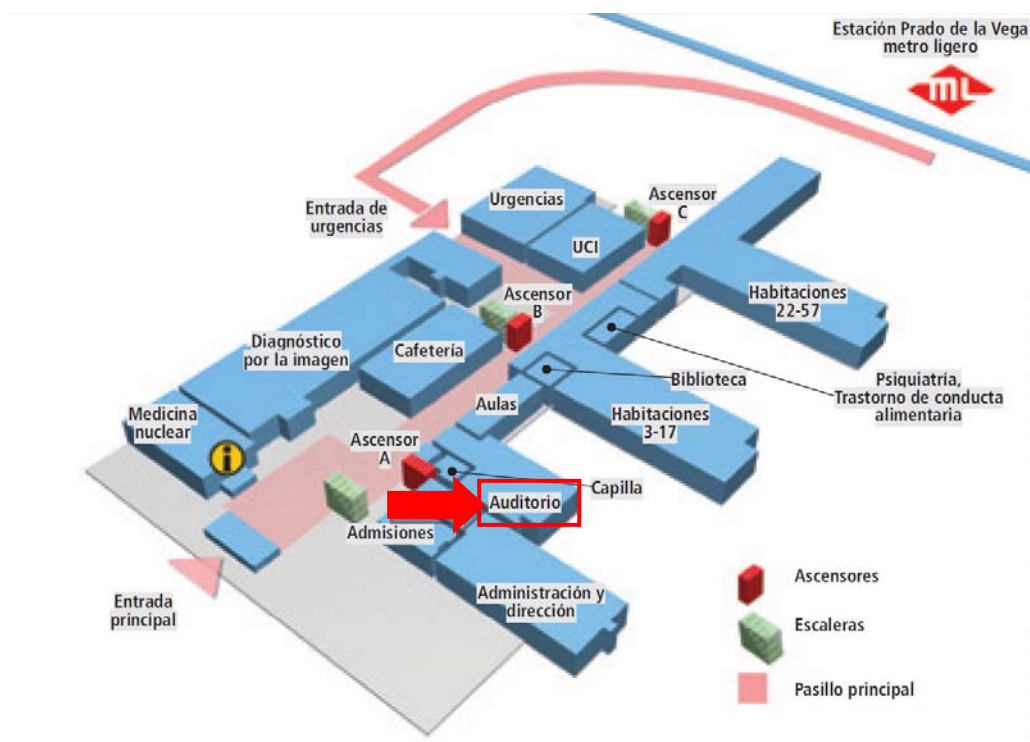 Estación Prado de la Vega
metro ligero
ML
Urgencias
Ascensor
C
Entrada de
urgencias
UCI
Ascensor
B
Habitaciones
22-57
Diagnóstico
por la imagen
Cafetería
Biblioteca
Psiquiatría,
Trastorno de conducta
alimentaria
Aulas
Medicina
nuclear
Habitaciones
3-17
Ascensor
A
i
Capilla
Auditorio
Admisiones
Entrada
principal
Administración y
dirección
Ascensores
Escaleras
Pasillo principal